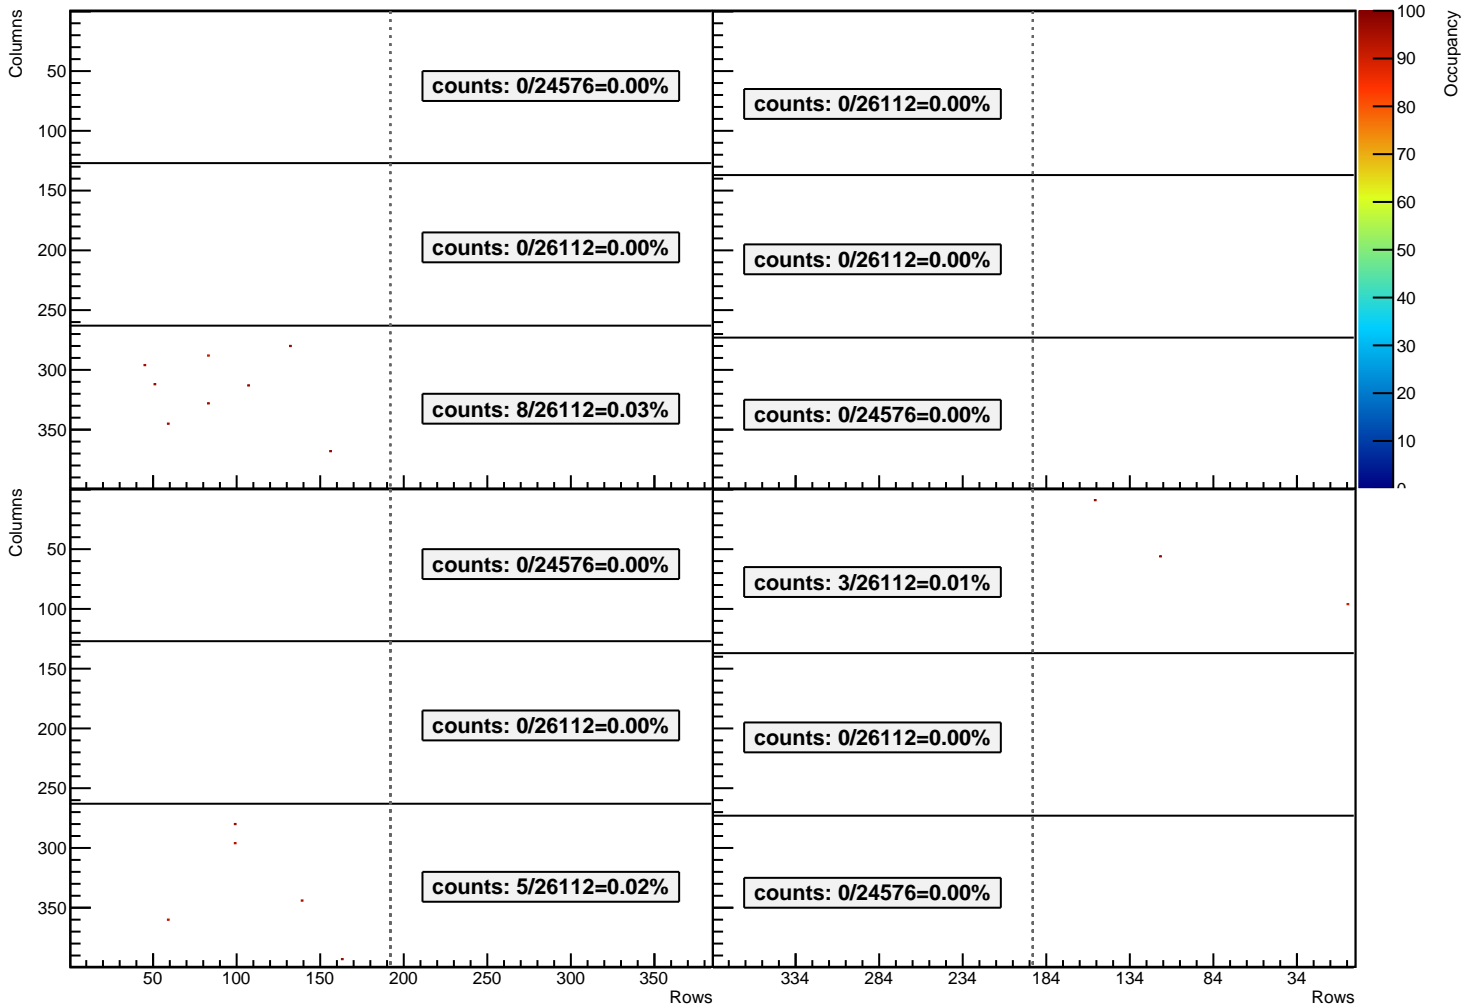 Columns
50
100
150
200
250
300
350
counts: 0/24576=0.00%
counts: 0/26112=0.00%
counts: 8/26112=0.03%
counts: 0/26112=0.00%
counts: 0/26112=0.00%
counts: 0/24576=0.00%
100
90
80
70
60
50
40
30
20
10
0
Occupancy
Columns
50
100
150
200
250
300
350
counts: 0/24576=0.00%
counts: 0/26112=0.00%
counts: 5/26112=0.02%
50 100 150 200 250 300 350
Rows
counts: 3/26112=0.01%
counts: 0/26112=0.00%
counts: 0/24576=0.00%
334 284 234 184 134 84 34
Rows